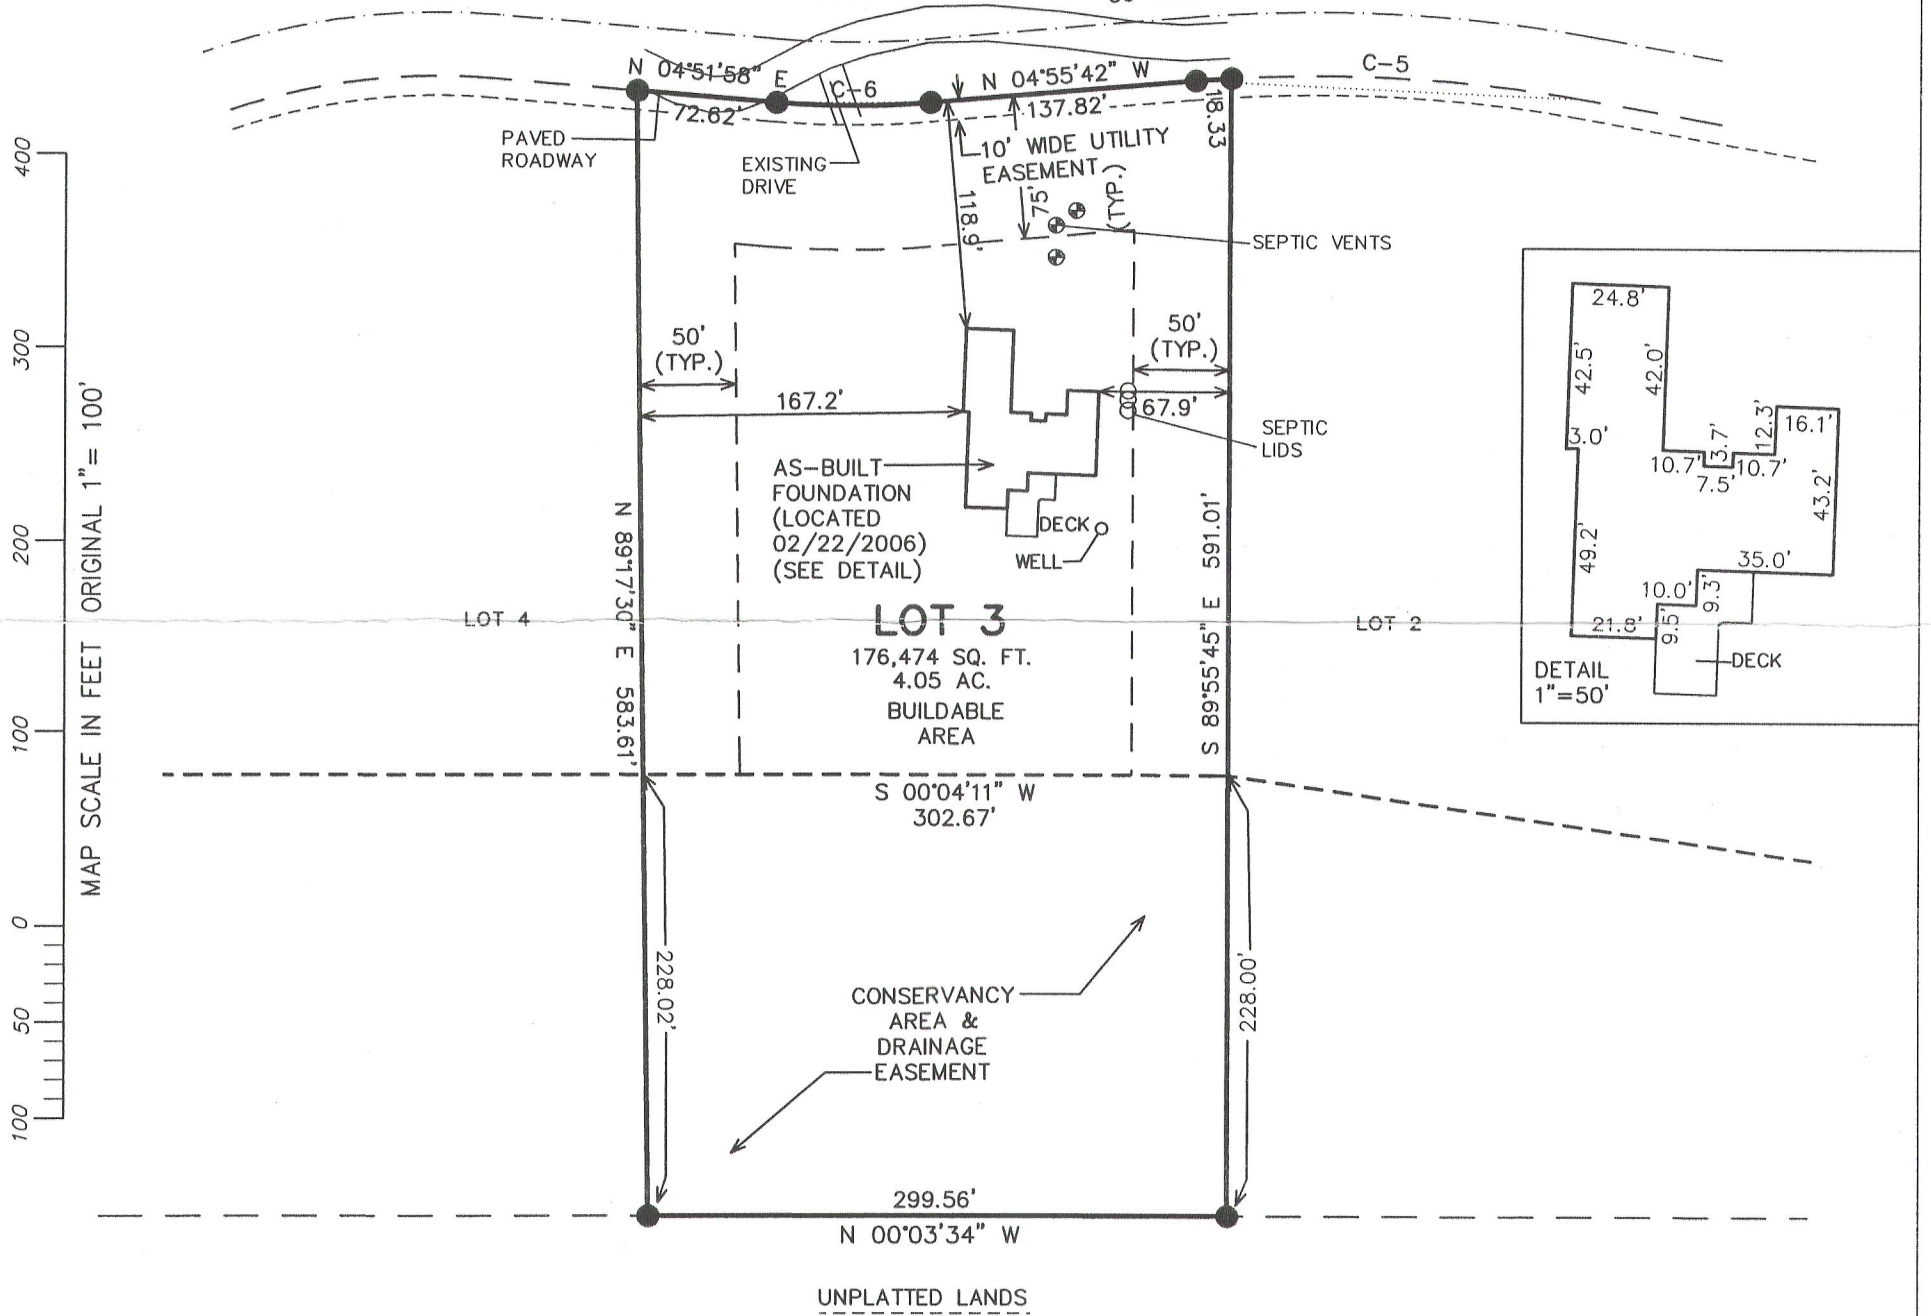 N 04°51'58" E
72.62'
C-6
N 04°55'42" W
137.82'
18.33
C-5
PAVED
ROADWAY
EXISTING
DRIVE
10' WIDE UTILITY
EASEMENT
118.9'
75'
(TYP.)
SEPTIC VENTS
50'
(TYP.)
50'
(TYP.)
167.2'
67.9'
SEPTIC
LIDS
AS-BUILT
FOUNDATION
(LOCATED
02/22/2006)
(SEE DETAIL)
DECK
WELL
N 89°17'30" E 583.61'
S 89°55'45" E 591.01'
LOT 4
LOT 3
LOT 2
176,474 SQ. FT.
4.05 AC.
BUILDABLE
AREA
S 00°04'11" W
302.67'
228.02'
228.00'
CONSERVANCY
AREA &
DRAINAGE
EASEMENT
299.56'
N 00°03'34" W
UNPLATTED LANDS
MAP SCALE IN FEET ORIGINAL 1"= 100'
400
300
200
100
0
50
100
24.8'
42.5'
42.0'
3.0'
10.7'
3.7'
7.5'
10.7'
12.3'
16.1'
43.2'
49.2'
35.0'
10.0'
9.3'
21.8'
9.5'
DECK
DETAIL
1"=50'